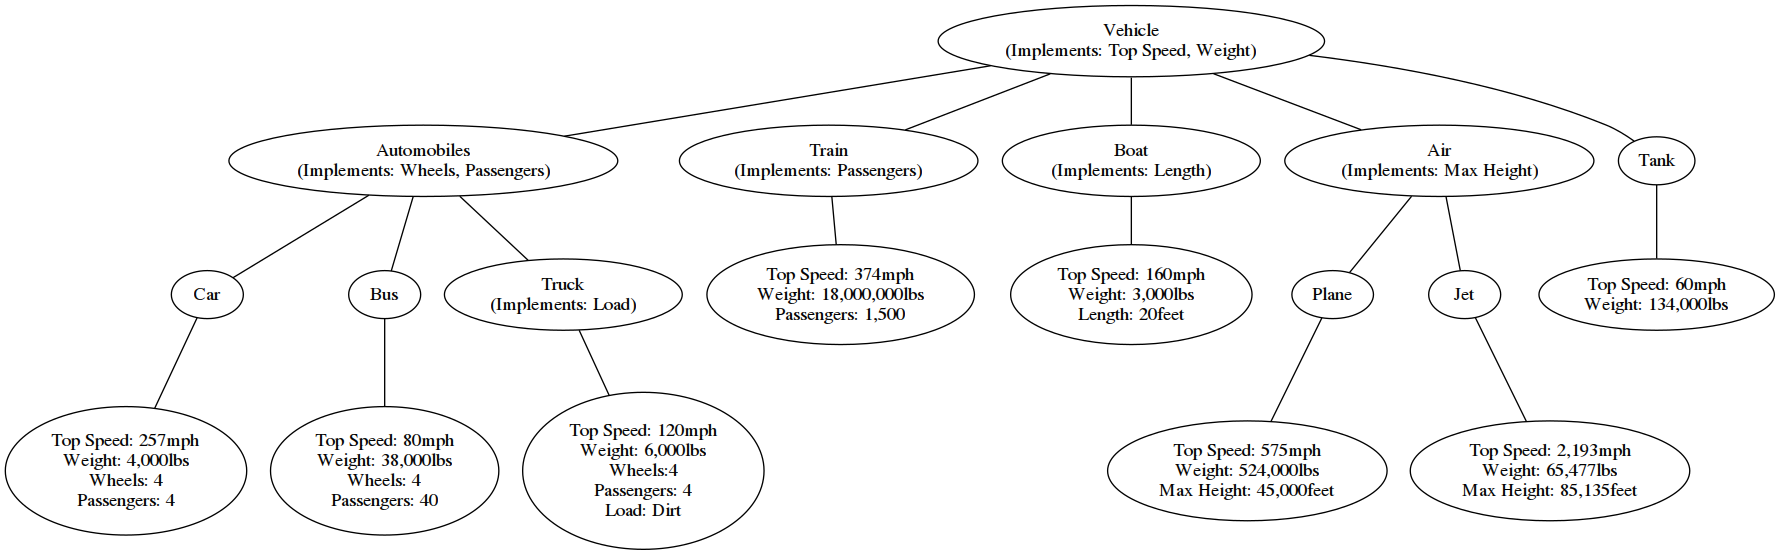 Vehicle
(Implements: Top Speed, Weight)
Automobiles
(Implements: Wheels, Passengers)
Train
(Implements: Passengers)
Boat
(Implements: Length)
Air
(Implements: Max Height)
Tank
Car
Bus
Truck
(Implements: Load)
Top Speed: 374mph
Weight: 18,000,000lbs
Passengers: 1,500
Top Speed: 160mph
Weight: 3,000lbs
Length: 20feet
Plane
Jet
Top Speed: 60mph
Weight: 134,000lbs
Top Speed: 257mph
Weight: 4,000lbs
Wheels: 4
Passengers: 4
Top Speed: 80mph
Weight: 38,000lbs
Wheels: 4
Passengers: 40
Top Speed: 120mph
Weight: 6,000lbs
Wheels:4
Passengers: 4
Load: Dirt
Top Speed: 575mph
Weight: 524,000lbs
Max Height: 45,000feet
Top Speed: 2,193mph
Weight: 65,477lbs
Max Height: 85,135feet